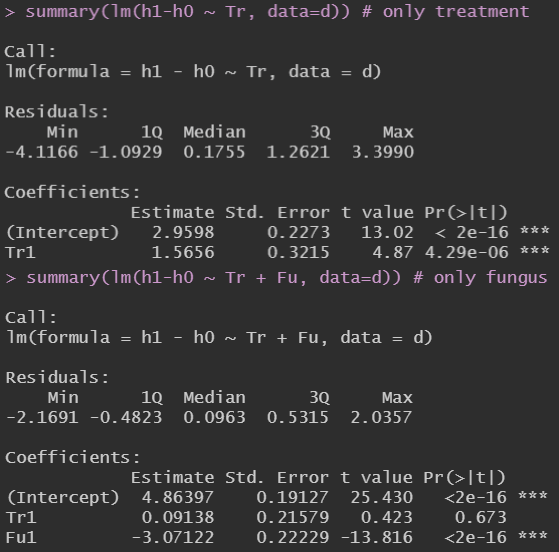 > summary(lm(h1-h0 ~ Tr, data=d)) # only treatment
Call:
lm(formula = h1 - h0 ~ Tr, data = d)
Residuals:
Min 1Q Median 3Q Max
-4.1166 -1.0929 0.1755 1.2621 3.3990
Coefficients:
Estimate Std. Error t value Pr(>|t|)
(Intercept) 2.9598 0.2273 13.02 < 2e-16 ***
Tr1 1.5656 0.3215 4.87 4.29e-06 ***
> summary(lm(h1-h0 ~ Tr + Fu, data=d)) # only fungus
Call:
lm(formula = h1 - h0 ~ Tr + Fu, data = d)
Residuals:
Min 1Q Median 3Q Max
-2.1691 -0.4823 0.0963 0.5315 2.0357
Coefficients:
Estimate Std. Error t value Pr(>|t|)
(Intercept) 4.86397 0.19127 25.430 <2e-16 ***
Tr1 0.09138 0.21579 0.423 0.673
Fu1 -3.07122 0.22229 -13.816 <2e-16 ***